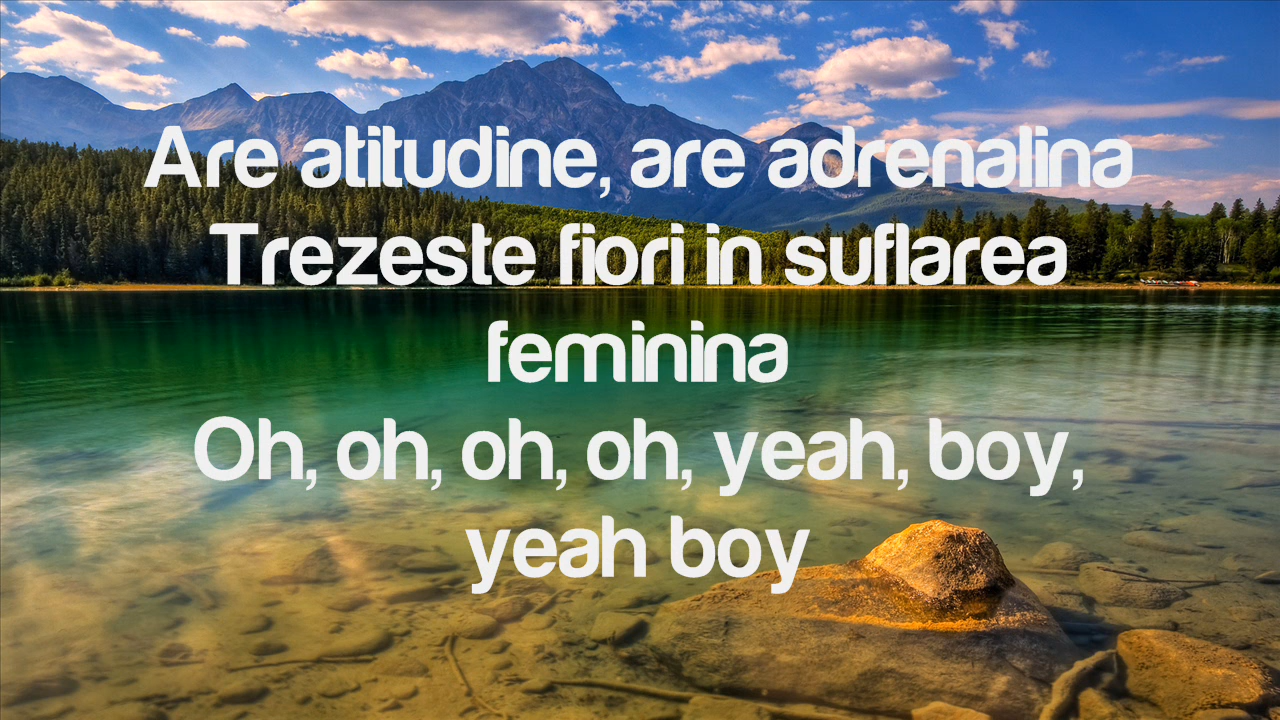 Are atitudine, are adrenalina
Trezeste fiori in suflarea
feminina
Oh, oh, oh, oh, yeah, boy,
yeah boy